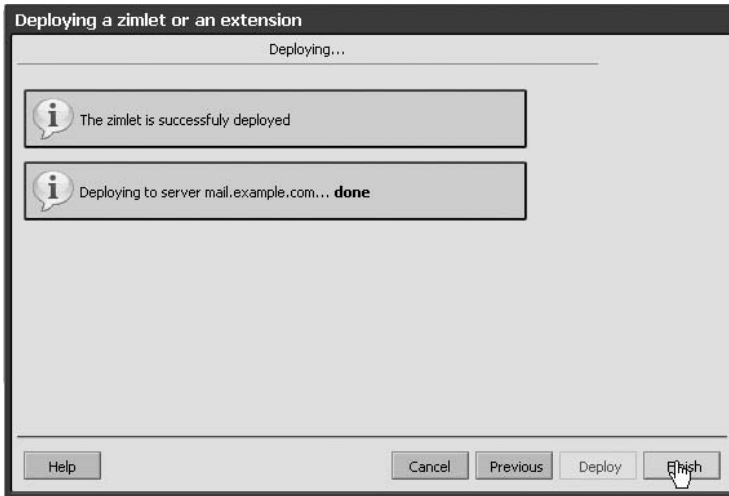 Deploying a zimlet or an extension
Deploying...
The zimlet is successfuly deployed
Deploying to server mail.example.com... done
Help
Cancel
Previous
Deploy
Finish